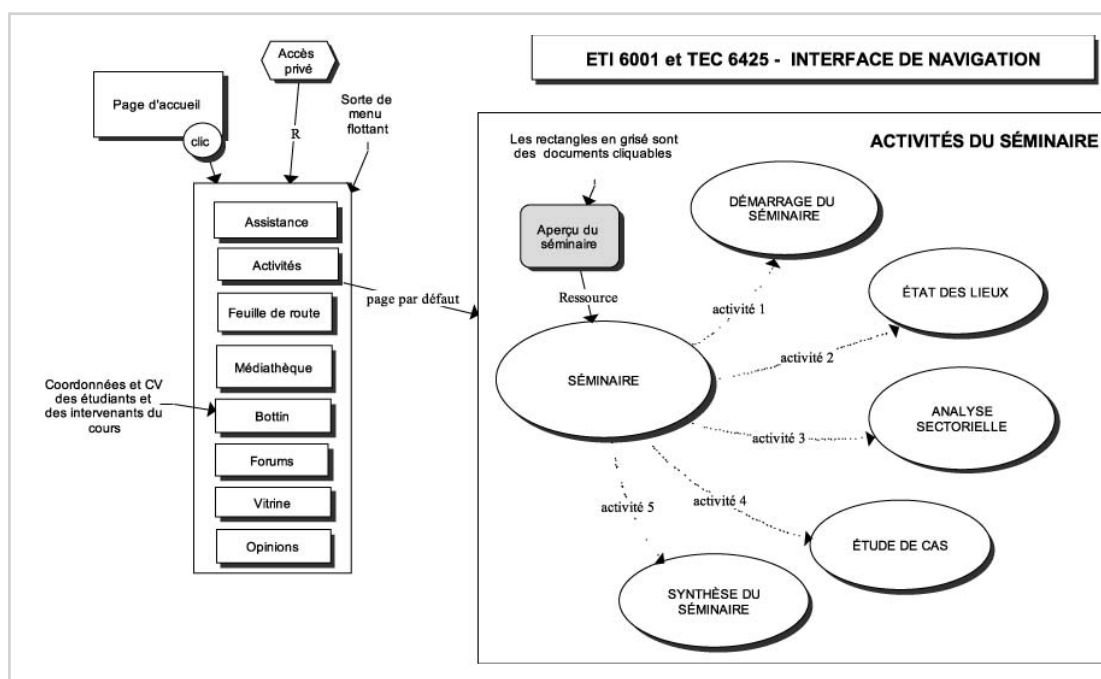 ETI 6001 et TEC 6425 - INTERFACE DE NAVIGATION
Accès
privé
Page d'accueil
clic
R
Sorte de
menu
flottant
Assistance
Activités
Feuille de route
Médiathèque
Bottin
Forums
Vitrine
Opinions
Coordonnées et CV
des étudiants et
des intervenants du
cours
page par défaut
ACTIVITÉS DU SÉMINAIRE
Les rectangles en grisé sont
des documents cliquables
Aperçu du
séminaire
Ressource
SÉMINAIRE
activité 1
DÉMARRAGE DU
SÉMINAIRE
activité 2
ÉTAT DES LIEUX
activité 3
ANALYSE
SECTORIELLE
activité 4
ÉTUDE DE CAS
activité 5
SYNTHÈSE DU
SÉMINAIRE